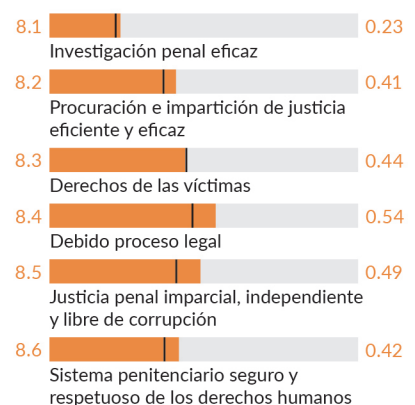 8.1 0.23
Investigación penal eficaz
8.2 0.41
Procuración e impartición de justicia
eficiente y eficaz
8.3 0.44
Derechos de las víctimas
8.4 0.54
Debido proceso legal
8.5 0.49
Justicia penal imparcial, independiente
y libre de corrupción
8.6 0.42
Sistema penitenciario seguro y
respetuoso de los derechos humanos